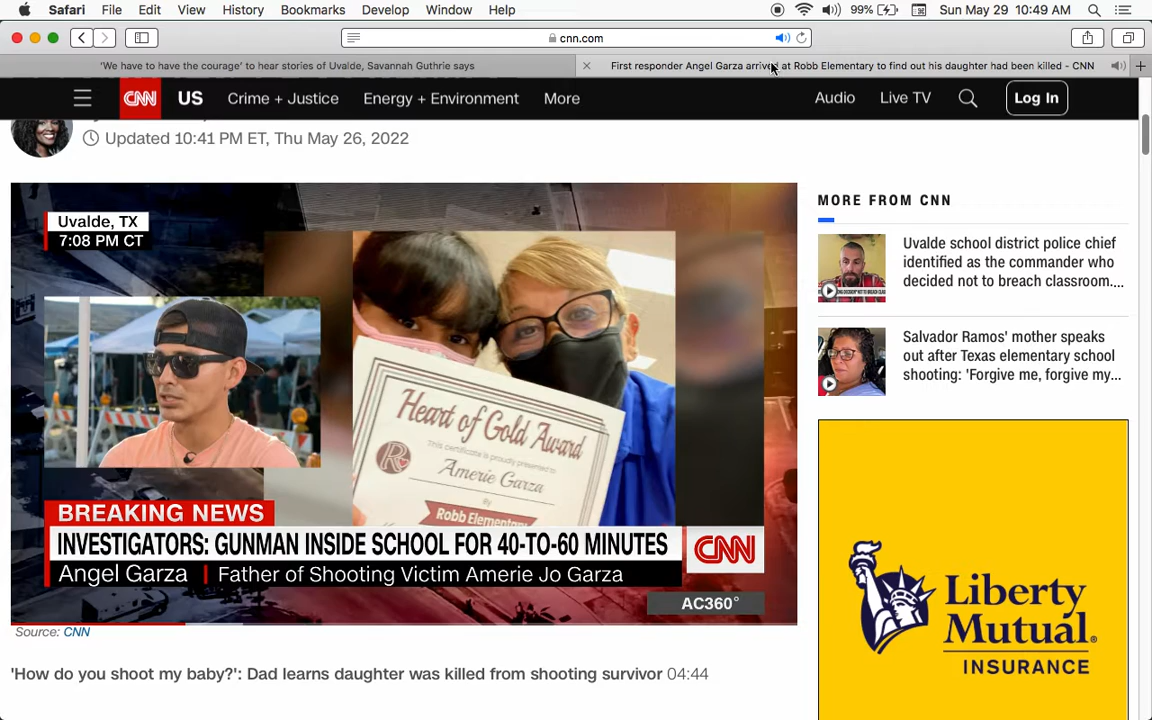 Safari File Edit View History Bookmarks Develop Window Help 99% Sun May 29 10:49 AM
cnn.com
'We have to have the courage' to hear stories of Uvalde, Savannah Guthrie says
First responder Angel Garza arrived at Robb Elementary to find out his daughter had been killed - CNN
CNN US Crime + Justice Energy + Environment More Audio Live TV Log In
Updated 10:41 PM ET, Thu May 26, 2022
Uvalde, TX
7:08 PM CT
Heart of Gold Award
This certificate is proudly presented to
Amerie Garza
By
Robb Elementary
BREAKING NEWS
INVESTIGATORS: GUNMAN INSIDE SCHOOL FOR 40-TO-60 MINUTES
CNN
Angel Garza | Father of Shooting Victim Amerie Jo Garza
AC360°
Source: CNN
'How do you shoot my baby?': Dad learns daughter was killed from shooting survivor 04:44
MORE FROM CNN
Uvalde school district police chief
identified as the commander who
decided not to breach classroom....
Salvador Ramos' mother speaks
out after Texas elementary school
shooting: 'Forgive me, forgive my...
Liberty
Mutual.
INSURANCE